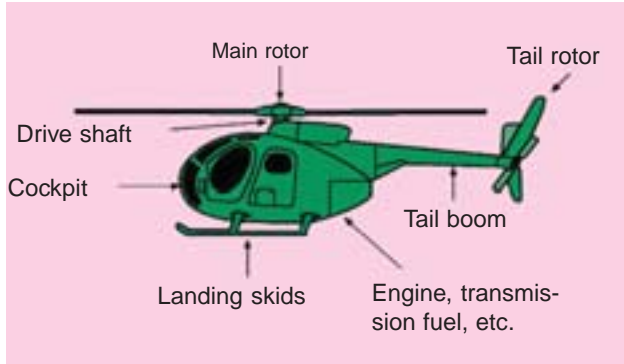 Main rotor
Tail rotor
Drive shaft
Cockpit
Tail boom
Landing skids
Engine, transmis-
sion fuel, etc.